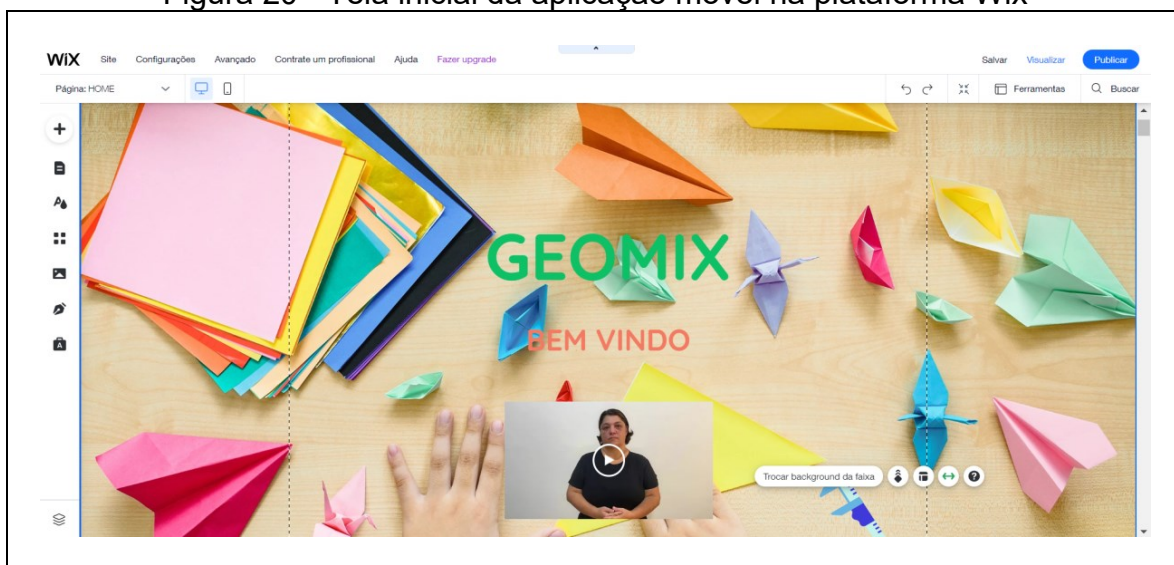 Figura 20 - Tela inicial da aplicação móvel na plataforma Wix
WiX Site Configurações Avançado Contrate um profissional Ajuda Fazer upgrade Salvar Visualizar Publicar
Página: HOME Ferramentas Buscar
GEOMIX
BEM VINDO
Trocar background da faixa